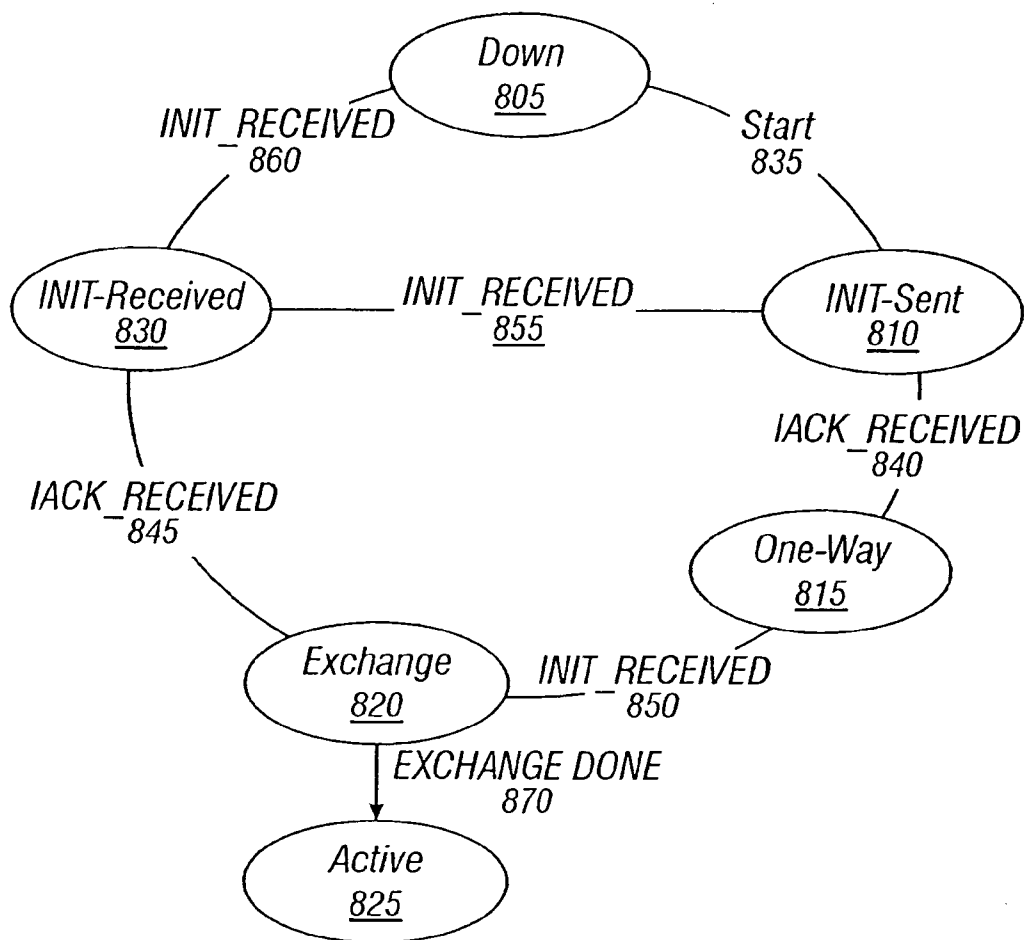 Down
805
INIT_RECEIVED
860
Start
835
INIT-Received
830
INIT_RECEIVED
855
INIT-Sent
810
IACK_RECEIVED
840
IACK_RECEIVED
845
One-Way
815
Exchange
820
INIT_RECEIVED
850
EXCHANGE DONE
870
Active
825